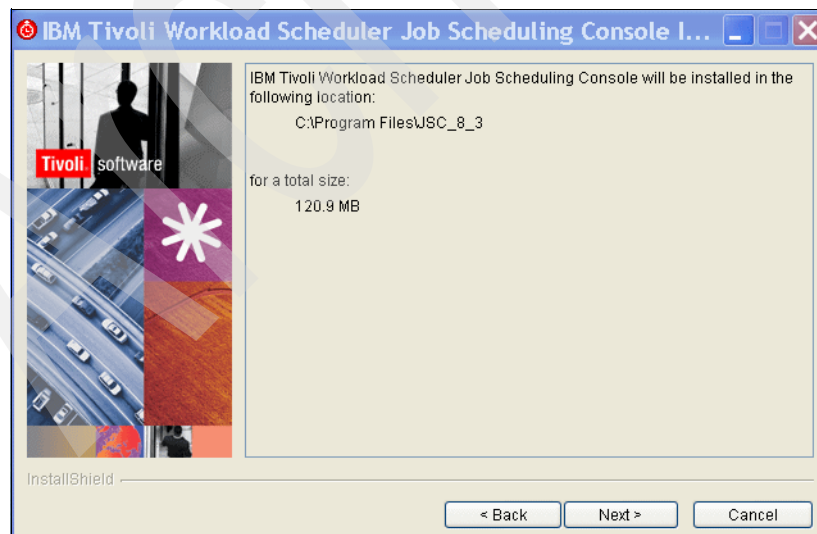 IBM Tivoli Workload Scheduler Job Scheduling Console I...
IBM Tivoli Workload Scheduler Job Scheduling Console will be installed in the
following location:
C:\Program Files\JSC_8_3
for a total size:
120.9 MB
Tivoli. software
InstallShield
< Back
Next >
Cancel